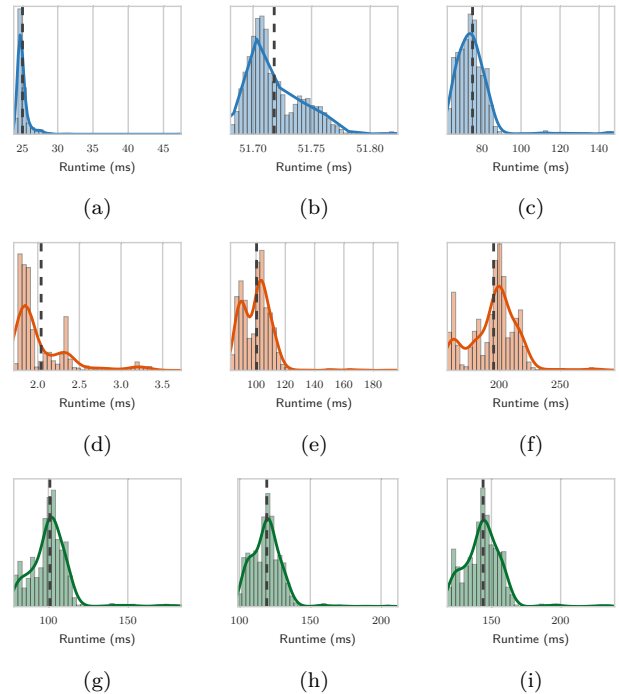 25 30 35 40 45
Runtime (ms)
(a)
51.70 51.75 51.80
Runtime (ms)
(b)
80 100 120 140
Runtime (ms)
(c)
2.0 2.5 3.0 3.5
Runtime (ms)
(d)
100 120 140 160 180
Runtime (ms)
(e)
200 250
Runtime (ms)
(f)
100 150
Runtime (ms)
(g)
100 150 200
Runtime (ms)
(h)
150 200
Runtime (ms)
(i)